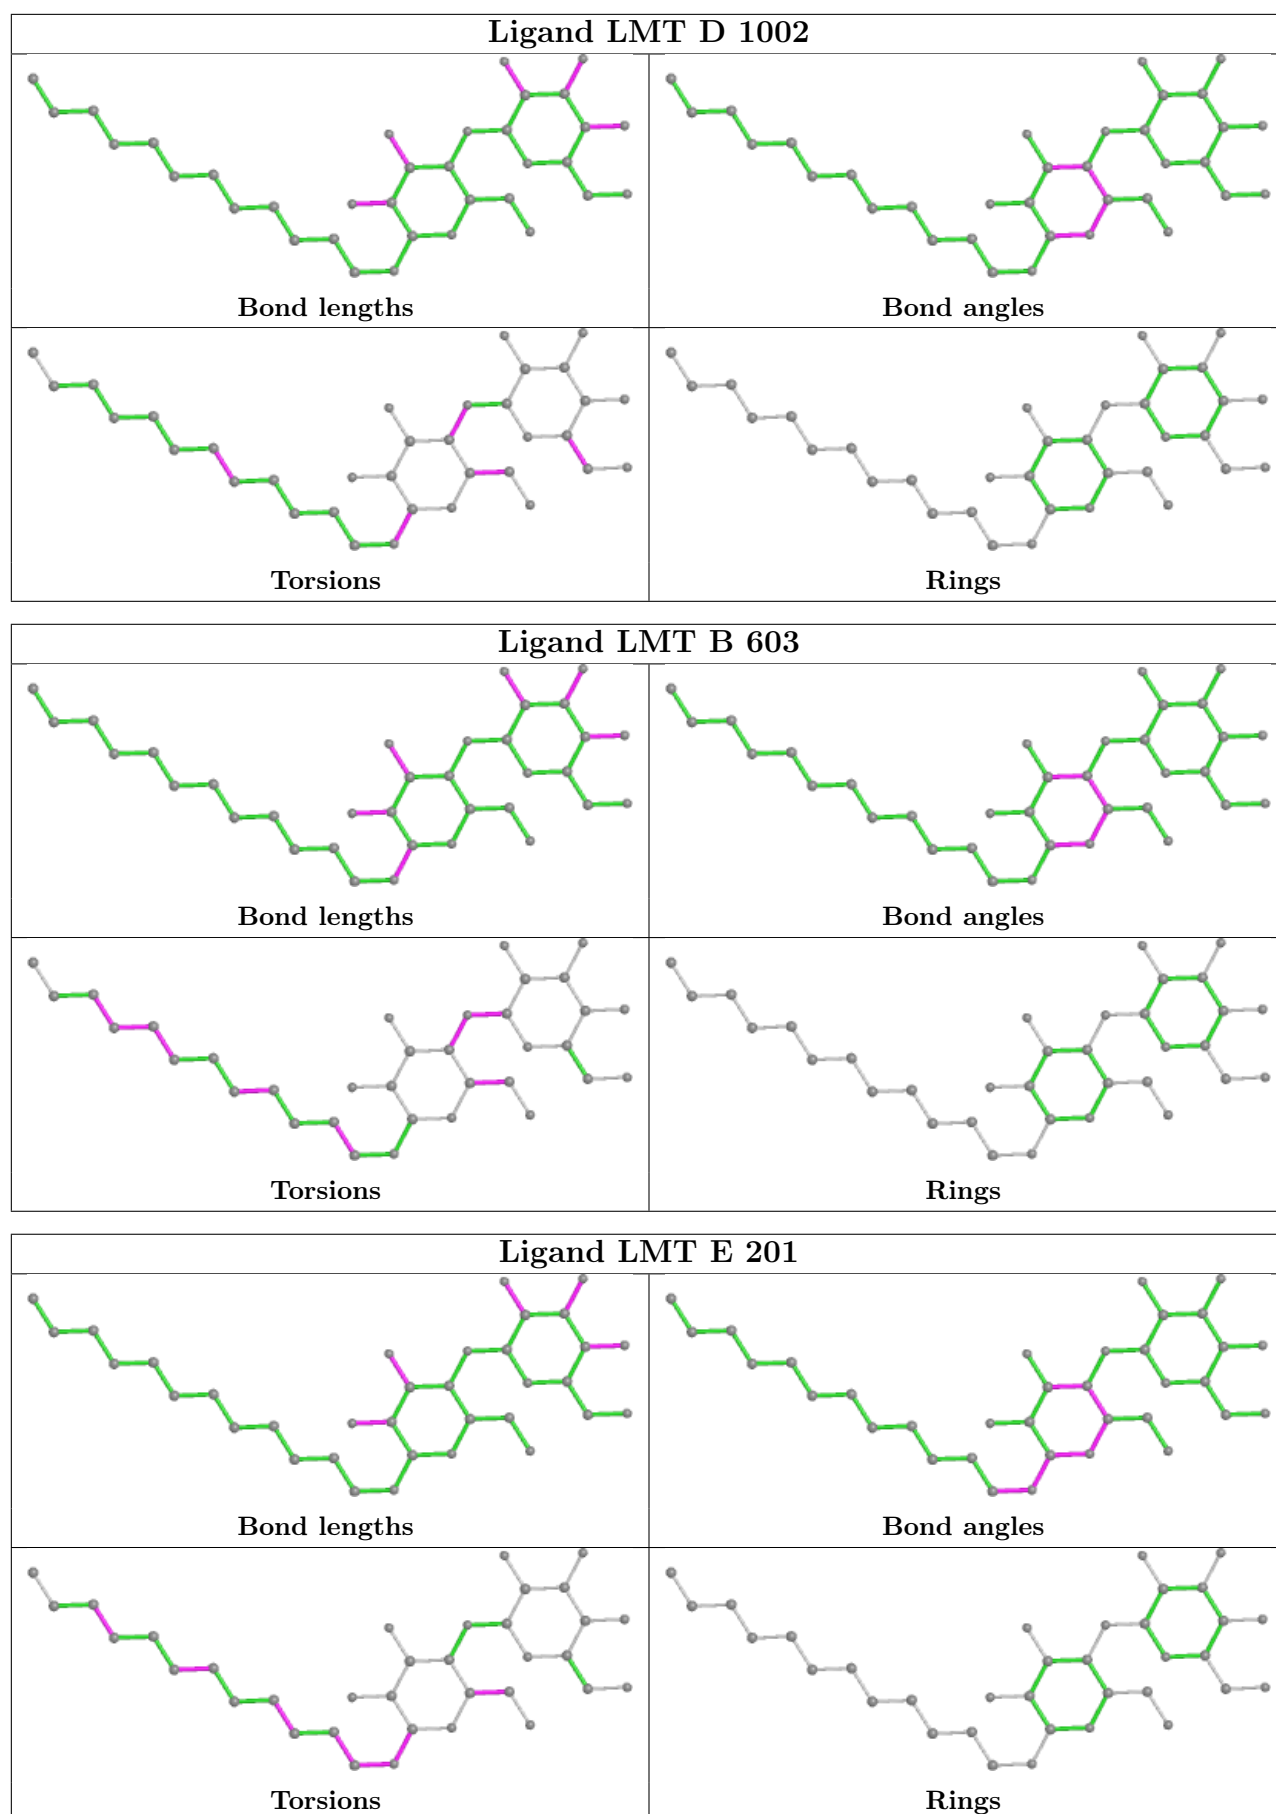 Ligand LMT D 1002
Bond lengths
Bond angles
Torsions
Rings
Ligand LMT B 603
Bond lengths
Bond angles
Torsions
Rings
Ligand LMT E 201
Bond lengths
Bond angles
Torsions
Rings